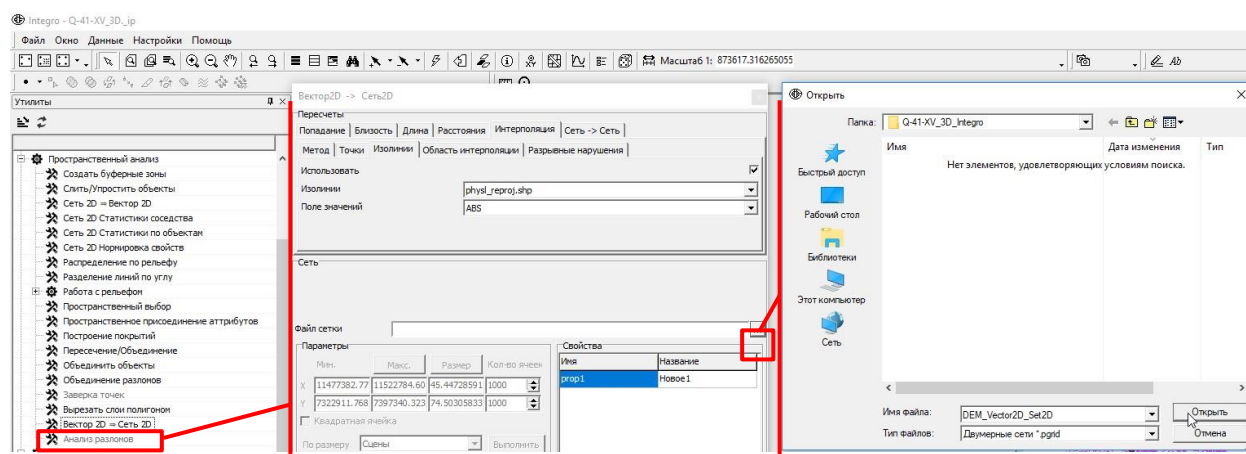 Integro - Q-41-XV_3D._ip
Файл Окно Данные Настройки Помощь
Масштаб 1: 873617.316265055
Ab
Утилиты
Пространственный анализ
Создать буферные зоны
Слить/Упростить объекты
Сеть 2D ⇒ Вектор 2D
Сеть 2D Статистики соседства
Сеть 2D Статистики по объектам
Сеть 2D Нормировка свойств
Распределение по рельефу
Разделение линий по углу
Работа с рельефом
Пространственный выбор
Пространственное присоединение аттрибутов
Построение покрытий
Пересечение/Объединение
Объединить объекты
Объединение разломов
Заверка точек
Вырезать слои полигоном
Вектор 2D ⇒ Сеть 2D
Анализ разломов
Вектор2D -> Сеть2D
Пересчеты
Попадание Близость Длина Расстояния Интерполяция Сеть -> Сеть
Метод Точки Изолинии Область интерполяции Разрывные нарушения
Использовать
Изолинии physl_reproj.shp
Поле значений ABS
Сеть
Файл сетки
Параметры
Мин. Макс. Размер Кол-во ячеек
X 11477382.77 11522784.60 45.44728591 1000
Y 7322911.768 7397340.323 74.50305833 1000
Квадратная ячейка
По размеру Сцены Выполнить
Свойства
Имя Название
prop1 Новое1
Открыть
Папка: Q-41-XV_3D_Integro
Имя Дата изменения Тип
Нет элементов, удовлетворяющих условиям поиска.
Быстрый доступ
Рабочий стол
Библиотеки
Этот компьютер
Сеть
Имя файла: DEM_Vector2D_Set2D Открыть
Тип файлов: Двумерные сети *.pgrid Отмена